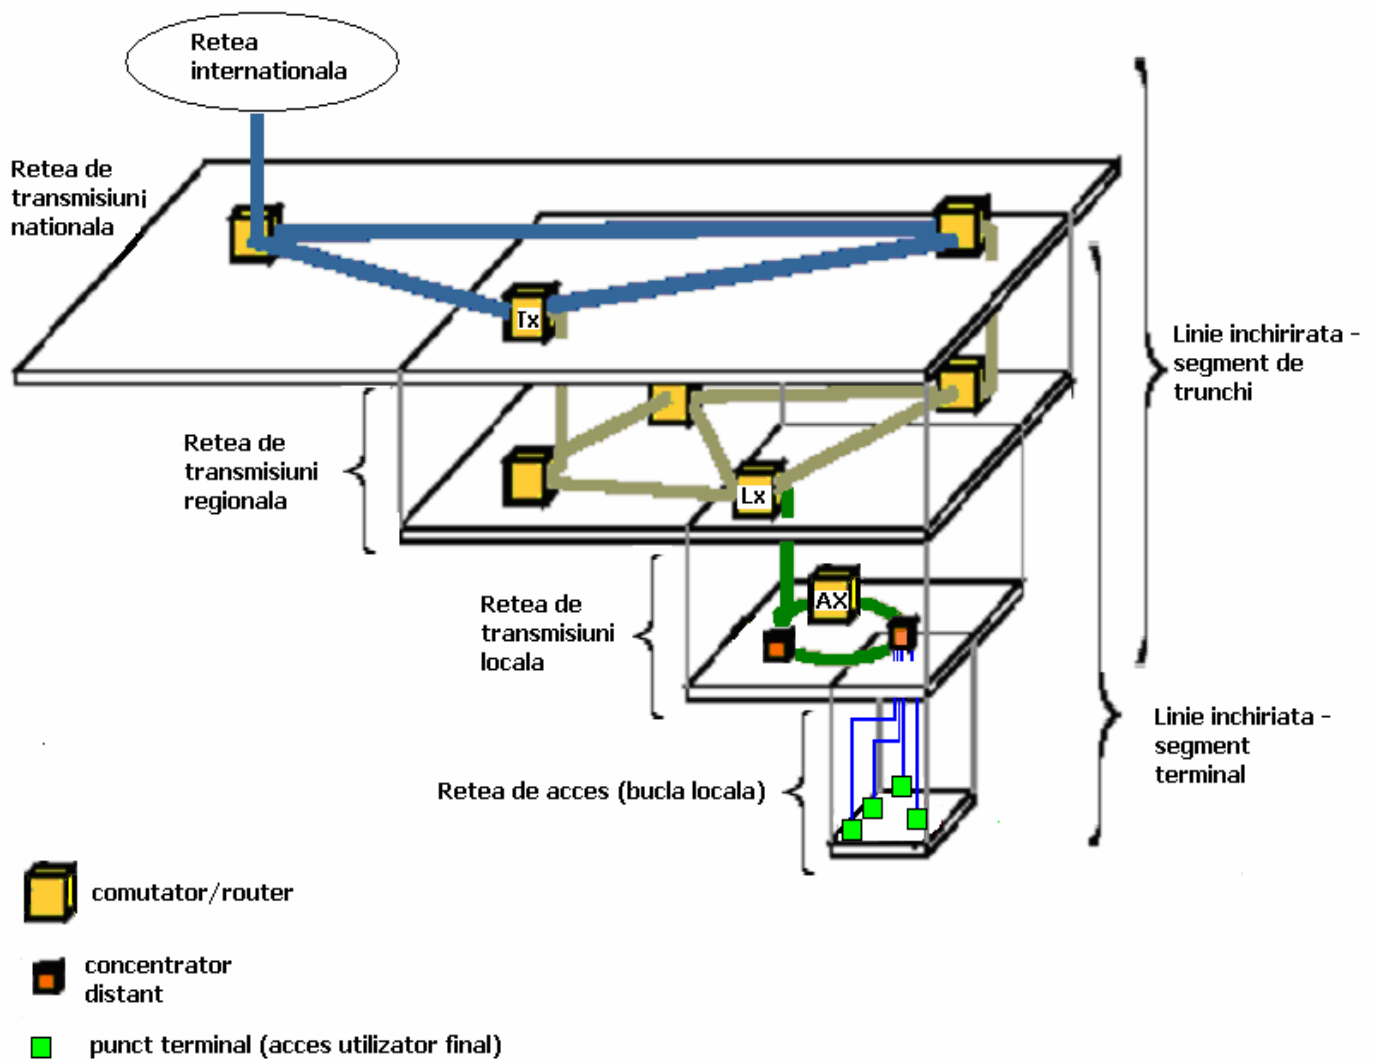 Retea
internationala
Retea de
transmisiuni
nationala
Tx
Linie inchirirata -
segment de
trunchi
Retea de
transmisiuni
regionala
Lx
Retea de
transmisiuni
locala
AX
Linie inchiriata -
segment
terminal
Retea de acces (bucla locala)
comutator/router
concentrator
distant
punct terminal (acces utilizator final)